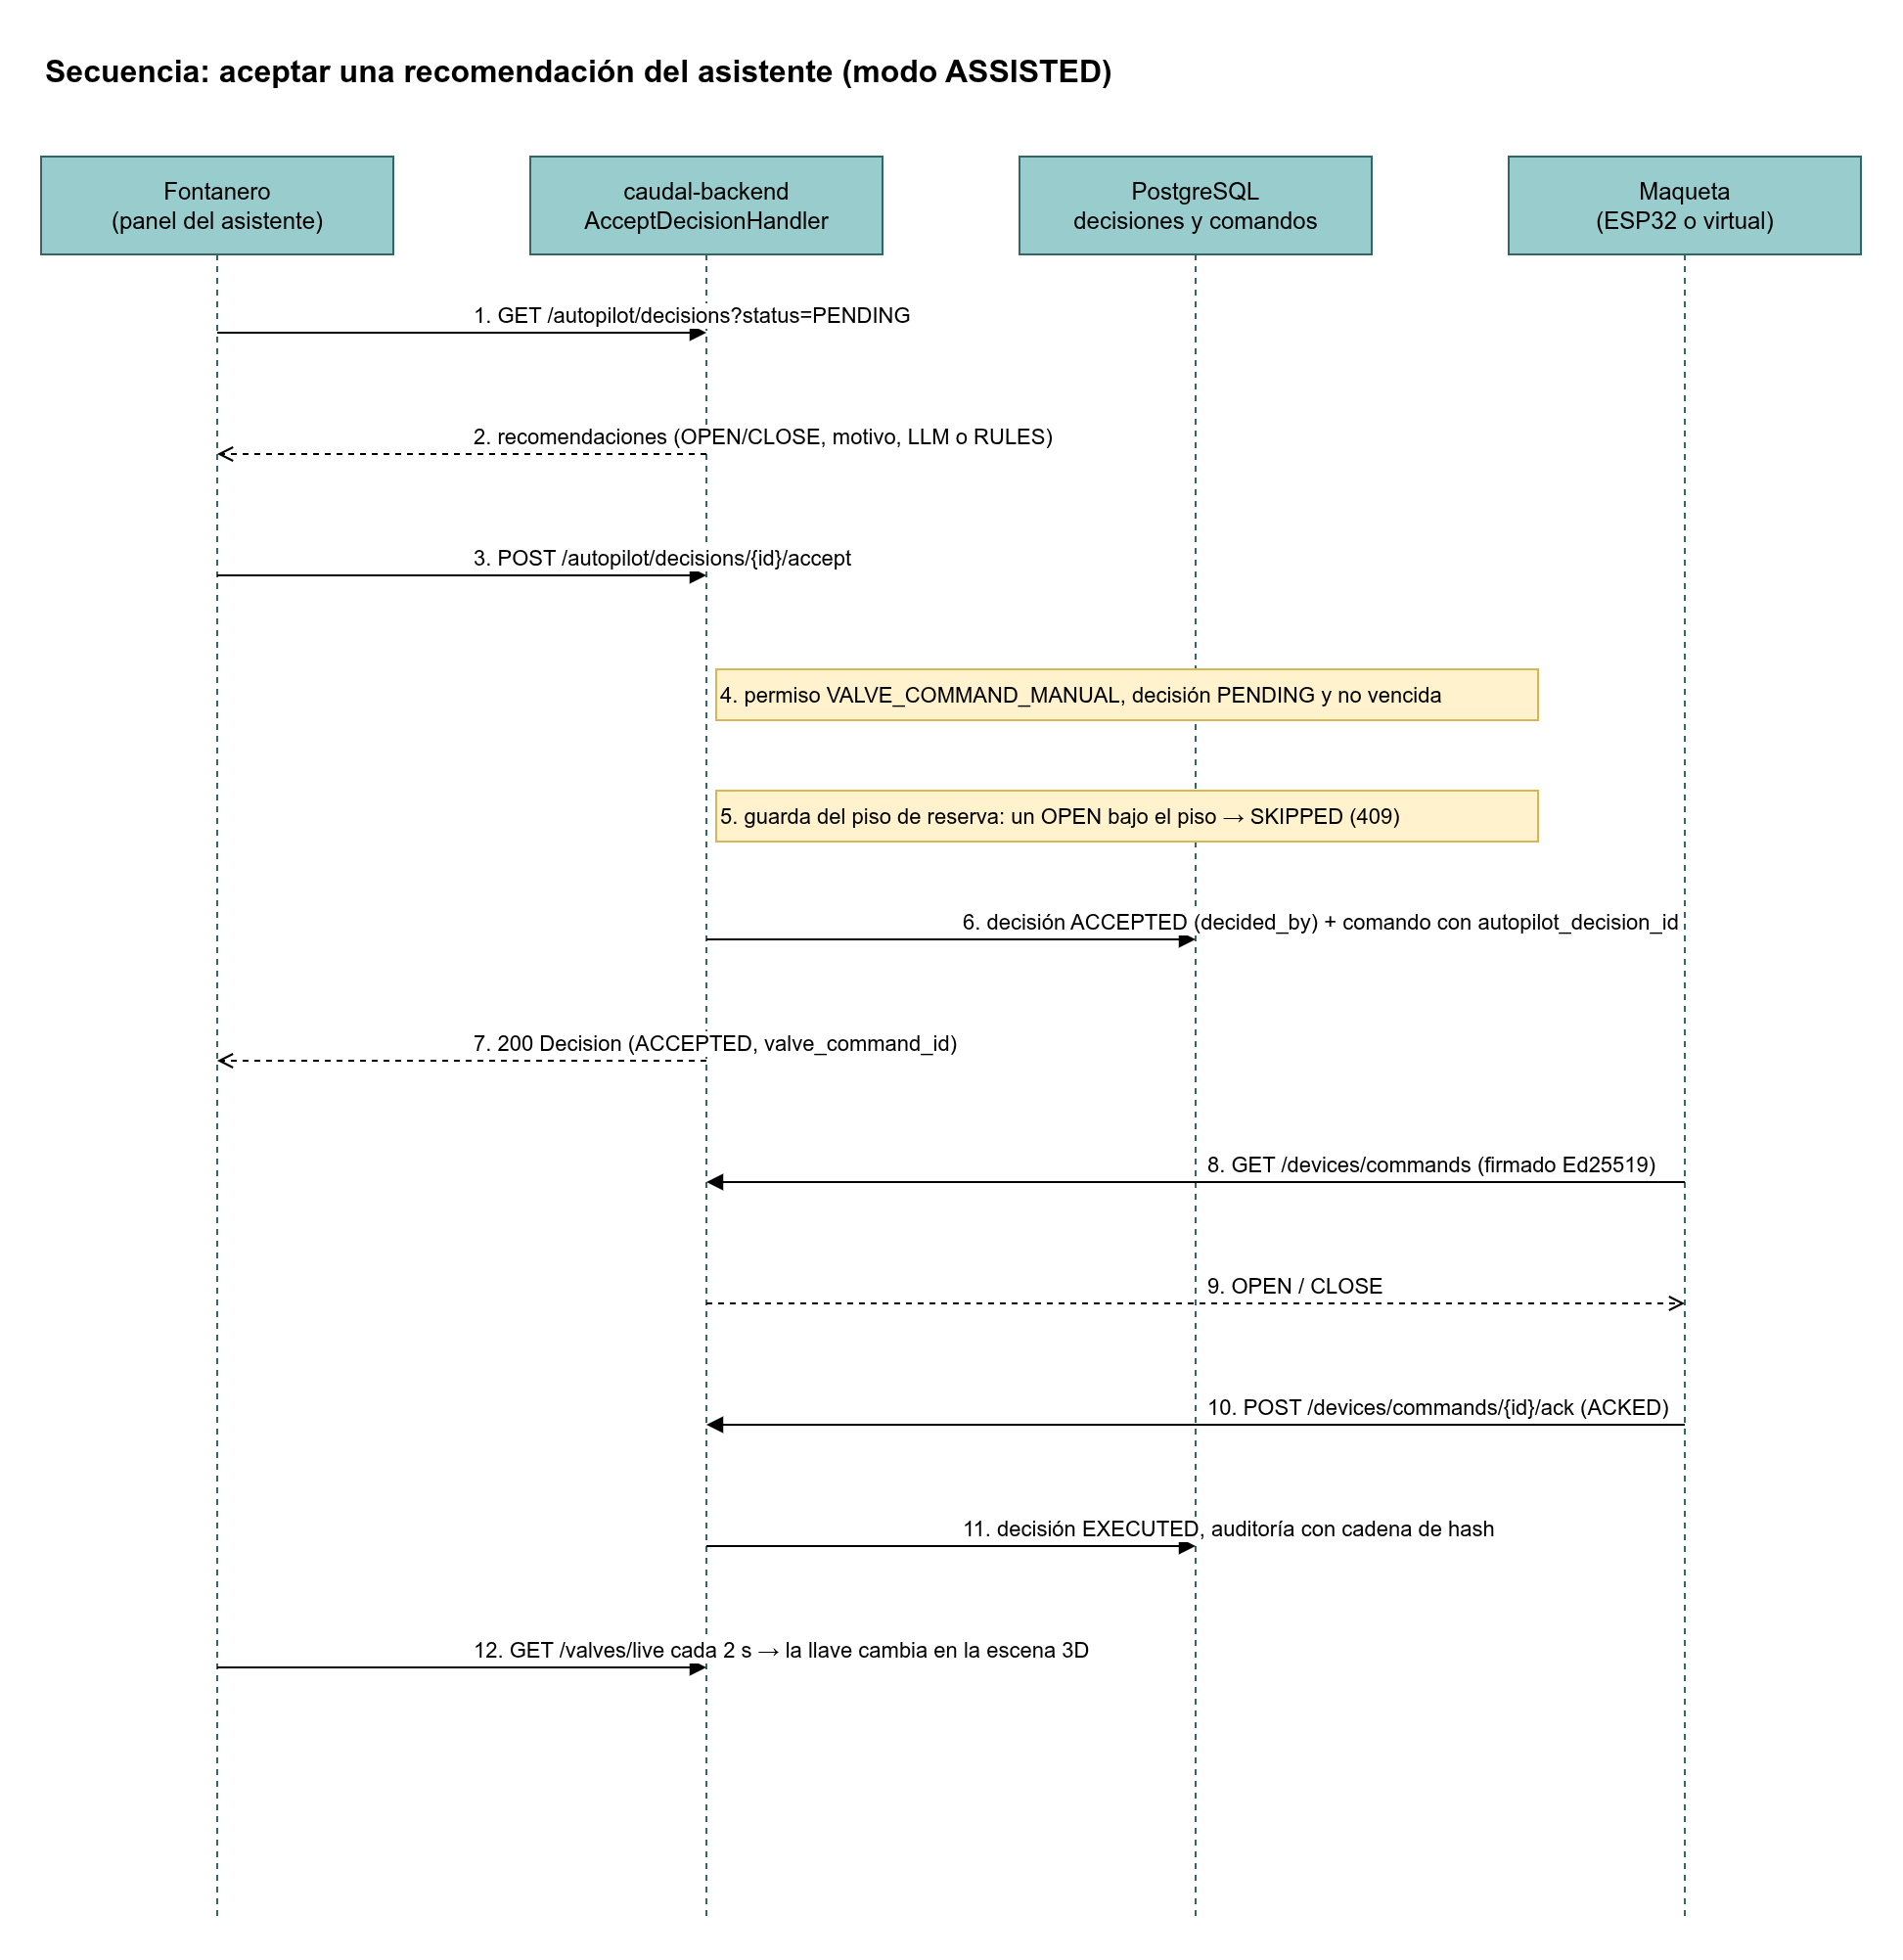 Secuencia: aceptar una recomendación del asistente (modo ASSISTED)
Fontanero
(panel del asistente)
caudal-backend
AcceptDecisionHandler
PostgreSQL
decisiones y comandos
Maqueta
(ESP32 o virtual)
1. GET /autopilot/decisions?status=PENDING
2. recomendaciones (OPEN/CLOSE, motivo, LLM o RULES)
3. POST /autopilot/decisions/{id}/accept
4. permiso VALVE_COMMAND_MANUAL, decisión PENDING y no vencida
5. guarda del piso de reserva: un OPEN bajo el piso → SKIPPED (409)
6. decisión ACCEPTED (decided_by) + comando con autopilot_decision_id
7. 200 Decision (ACCEPTED, valve_command_id)
8. GET /devices/commands (firmado Ed25519)
9. OPEN / CLOSE
10. POST /devices/commands/{id}/ack (ACKED)
11. decisión EXECUTED, auditoría con cadena de hash
12. GET /valves/live cada 2 s → la llave cambia en la escena 3D